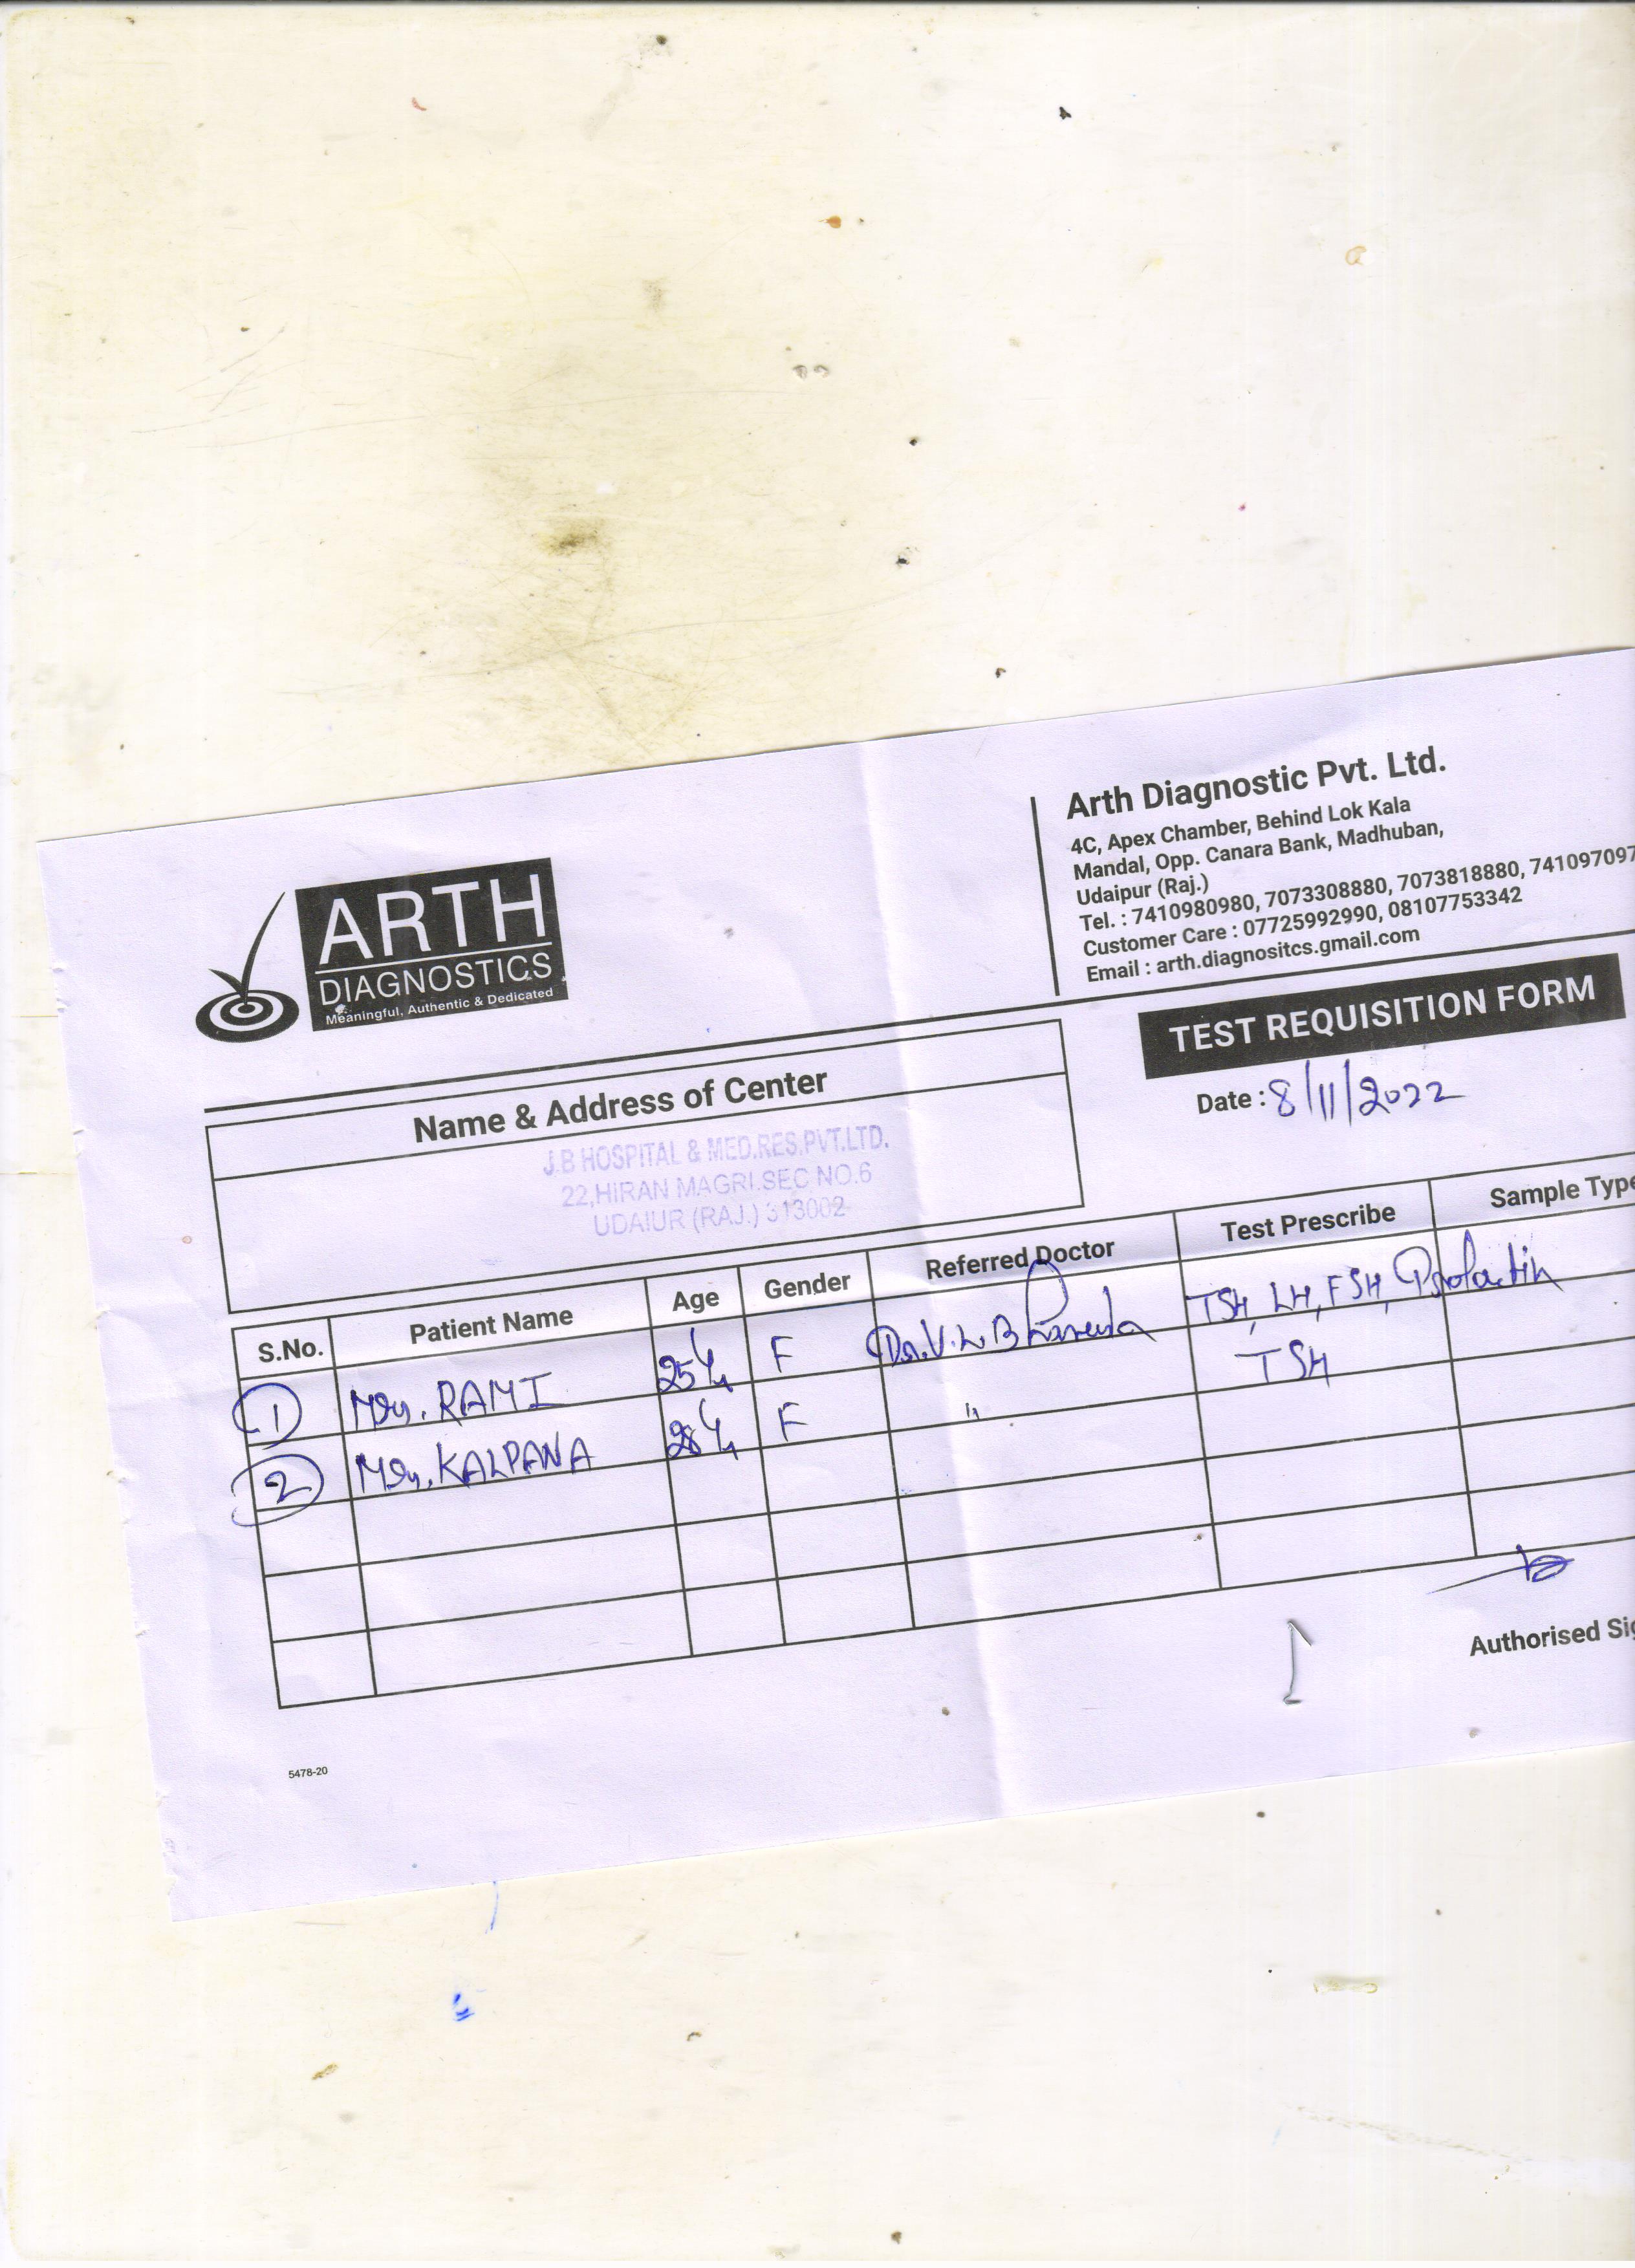 ARTH
DIAGNOSTICS
Meaningful, Authentic & Dedicated
Arth Diagnostic Pvt. Ltd.
4C, Apex Chamber, Behind Lok Kala
Mandal, Opp. Canara Bank, Madhuban,
Udaipur (Raj.)
Tel. : 7410980980, 7073308880, 7073818880, 741097097
Customer Care : 07725992990, 08107753342
Email : arth.diagnositcs.gmail.com
TEST REQUISITION FORM
Date : 8/11/2022
Name & Address of Center
J.B HOSPITAL & MED.RES.PVT.LTD.
22,HIRAN MAGRI.SEC NO.6
UDAIUR (RAJ.) 313002
S.No. Patient Name Age Gender Referred Doctor Test Prescribe Sample Type
1 Mrs. RAMI 25 Y F Dr. V. L. TSH, LH, FSH, Prolactin
2 Mrs. KALPANA 28 Y F " TSH
Authorised Sig
5478-20